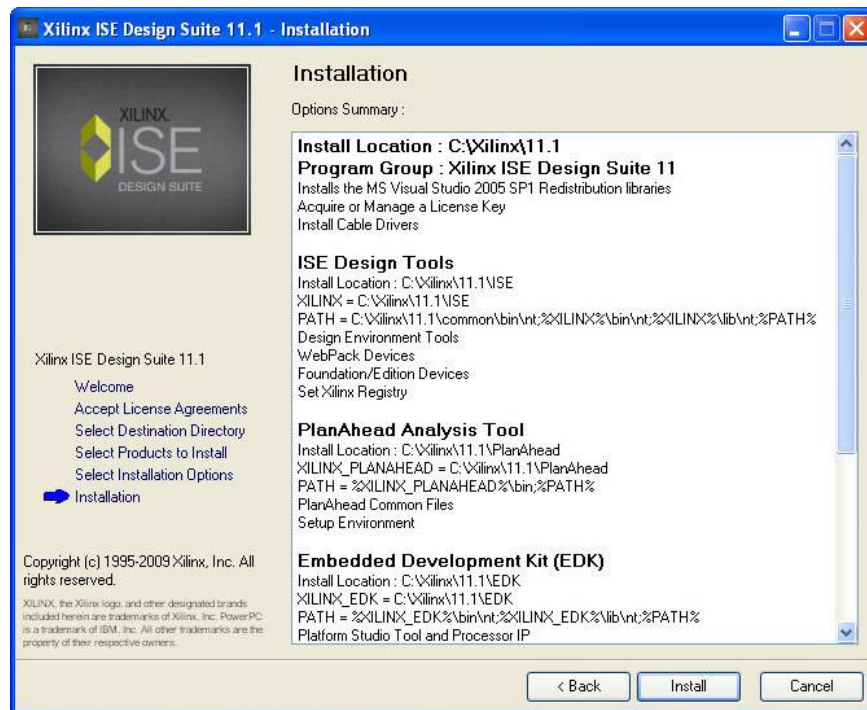 Xilinx ISE Design Suite 11.1 - Installation
XILINX
ISE
DESIGN SUITE
Installation
Options Summary :
Install Location : C:\Xilinx\11.1
Program Group : Xilinx ISE Design Suite 11
Installs the MS Visual Studio 2005 SP1 Redistribution libraries
Acquire or Manage a License Key
Install Cable Drivers
ISE Design Tools
Install Location : C:\Xilinx\11.1\ISE
XILINX = C:\Xilinx\11.1\ISE
PATH = C:\Xilinx\11.1\common\bin\nt;%XILINX%\bin\nt;%XILINX%\lib\nt;%PATH%
Design Environment Tools
WebPack Devices
Foundation/Edition Devices
Set Xilinx Registry
PlanAhead Analysis Tool
Install Location : C:\Xilinx\11.1\PlanAhead
XILINX_PLANAHEAD = C:\Xilinx\11.1\PlanAhead
PATH = %XILINX_PLANAHEAD%\bin;%PATH%
PlanAhead Common Files
Setup Environment
Embedded Development Kit (EDK)
Install Location : C:\Xilinx\11.1\EDK
XILINX_EDK = C:\Xilinx\11.1\EDK
PATH = %XILINX_EDK%\bin\nt;%XILINX_EDK%\lib\nt;%PATH%
Platform Studio Tool and Processor IP
Xilinx ISE Design Suite 11.1
Welcome
Accept License Agreements
Select Destination Directory
Select Products to Install
Select Installation Options
Installation
Copyright (c) 1995-2009 Xilinx, Inc. All
rights reserved.
XILINX, the Xilinx logo, and other designated brands
included herein are trademarks of Xilinx, Inc. PowerPC
is a trademark of IBM, Inc. All other trademarks are the
property of their respective owners.
< Back
Install
Cancel